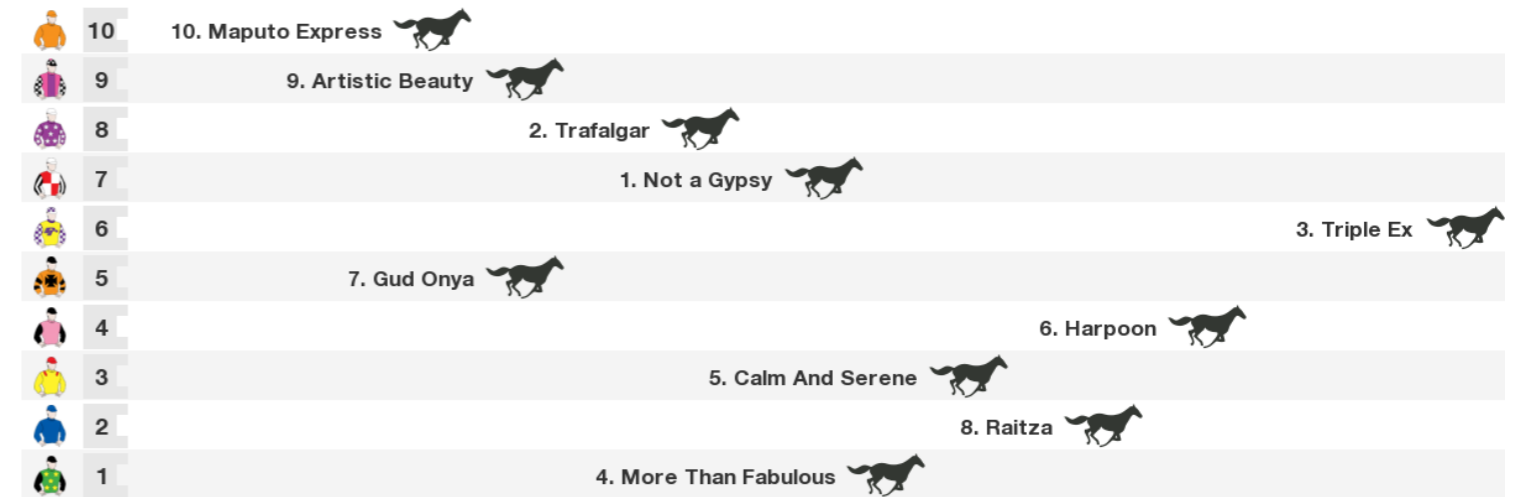 10 10. Maputo Express
9 9. Artistic Beauty
8 2. Trafalgar
7 1. Not a Gypsy
6 3. Triple Ex
5 7. Gud Onya
4 6. Harpoon
3 5. Calm And Serene
2 8. Raitza
1 4. More Than Fabulous